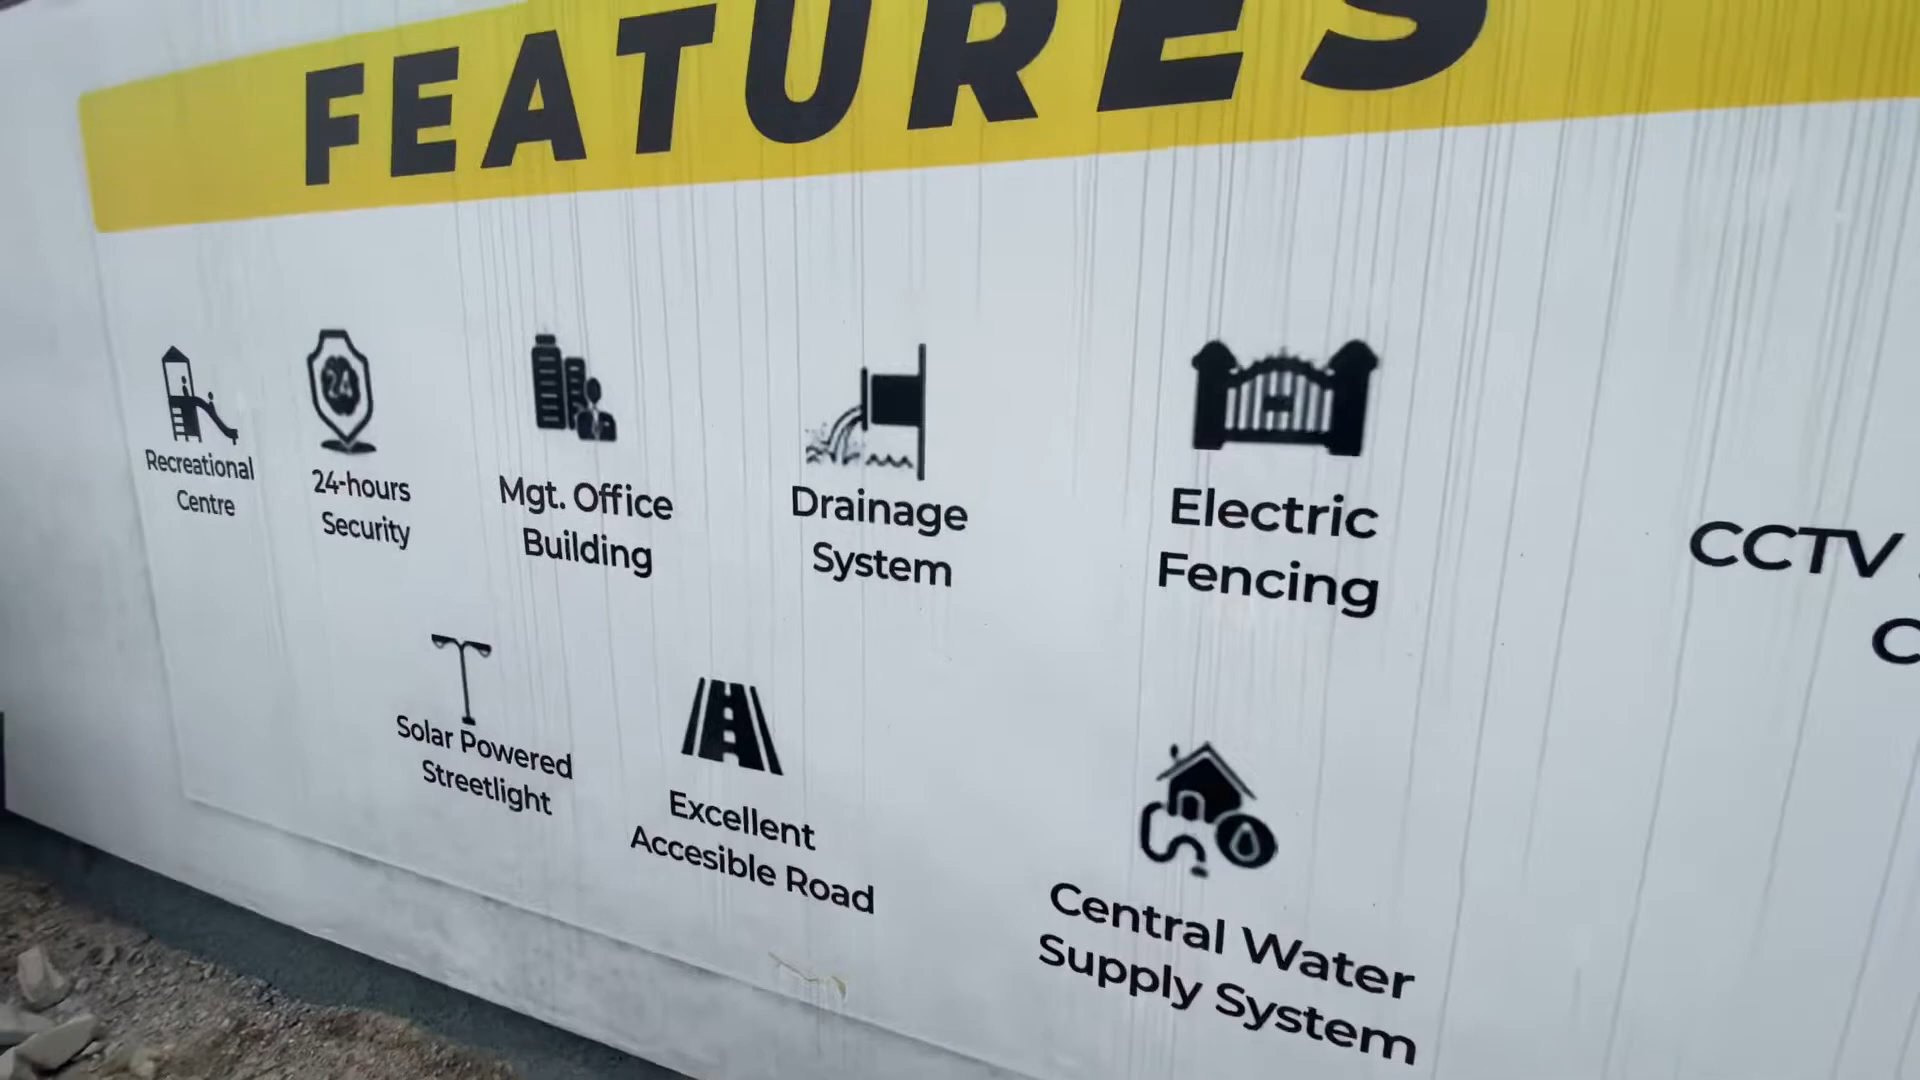 FEATURES
24
Recreational
Centre
24-hours
Security
Mgt. Office
Building
Drainage
System
Electric
Fencing
CCTV
Solar Powered
Streetlight
Excellent
Accesible Road
Central Water
Supply System